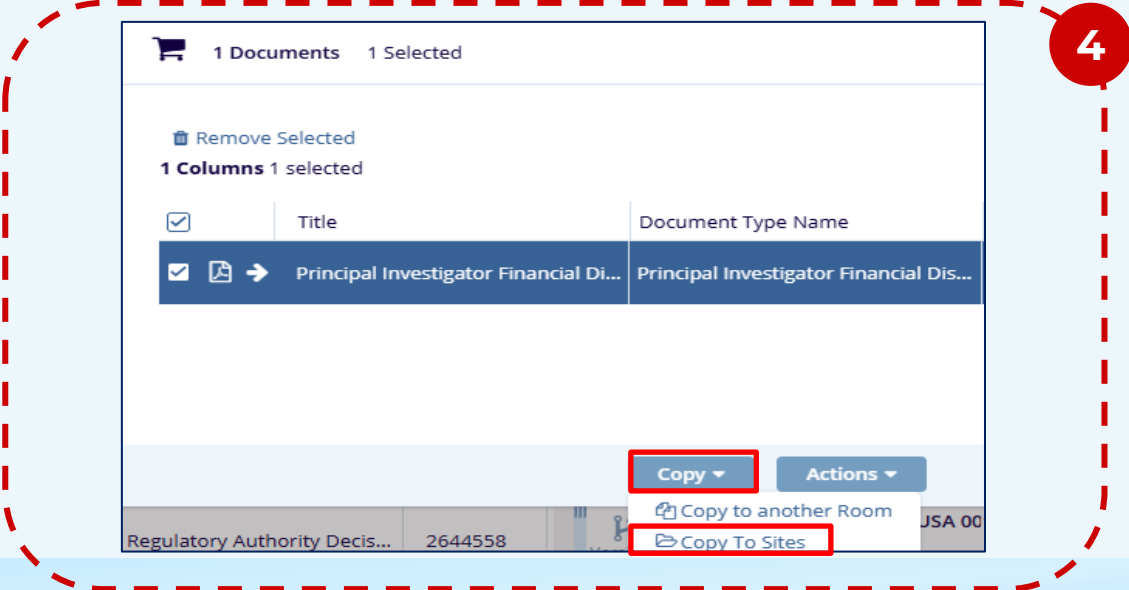 4
1 Documents 1 Selected
Remove Selected
1 Columns 1 selected
Title Document Type Name
Principal Investigator Financial Di... Principal Investigator Financial Dis...
Copy Actions
Copy to another Room
USA 00
Regulatory Authority Decis... 2644558
Copy To Sites